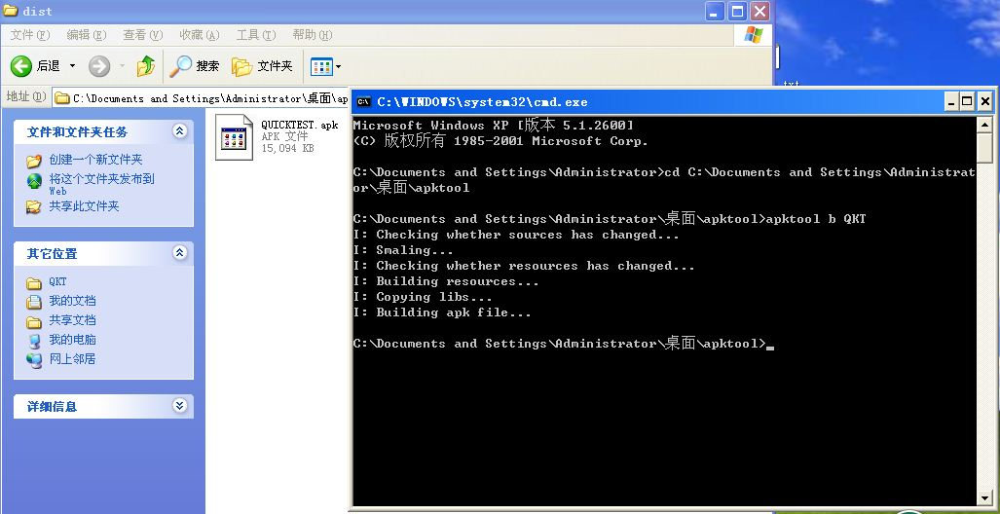 dist
文件(F) 编辑(E) 查看(V) 收藏(A) 工具(T) 帮助(H)
后退 搜索 文件夹
地址(D) C:\Documents and Settings\Administrator\桌面\ap
文件和文件夹任务
创建一个新文件夹
将这个文件夹发布到
Web
共享此文件夹
其它位置
QKT
我的文档
共享文档
我的电脑
网上邻居
详细信息
QUICKTEST.apk
APK 文件
15,094 KB
txt
C:\WINDOWS\system32\cmd.exe
Microsoft Windows XP [版本 5.1.2600]
(C) 版权所有 1985-2001 Microsoft Corp.
C:\Documents and Settings\Administrator>cd C:\Documents and Settings\Administrat
or\桌面\apktool
C:\Documents and Settings\Administrator\桌面\apktool>apktool b QKT
I: Checking whether sources has changed...
I: Smaling...
I: Checking whether resources has changed...
I: Building resources...
I: Copying libs...
I: Building apk file...
C:\Documents and Settings\Administrator\桌面\apktool>_